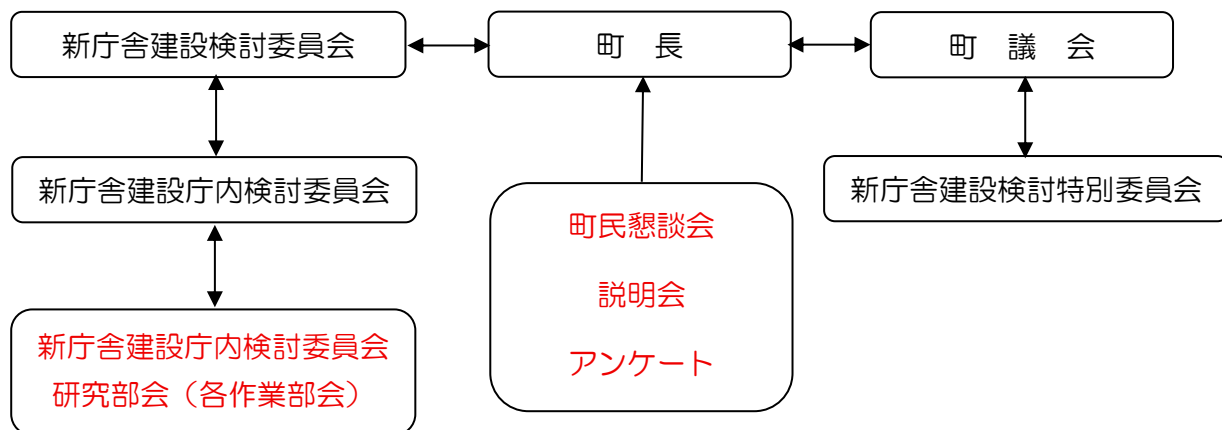 新庁舎建設検討委員会
町　長
町　議　会
新庁舎建設庁内検討委員会
新庁舎建設検討特別委員会
町民懇談会
説明会
アンケート
新庁舎建設庁内検討委員会
研究部会（各作業部会）